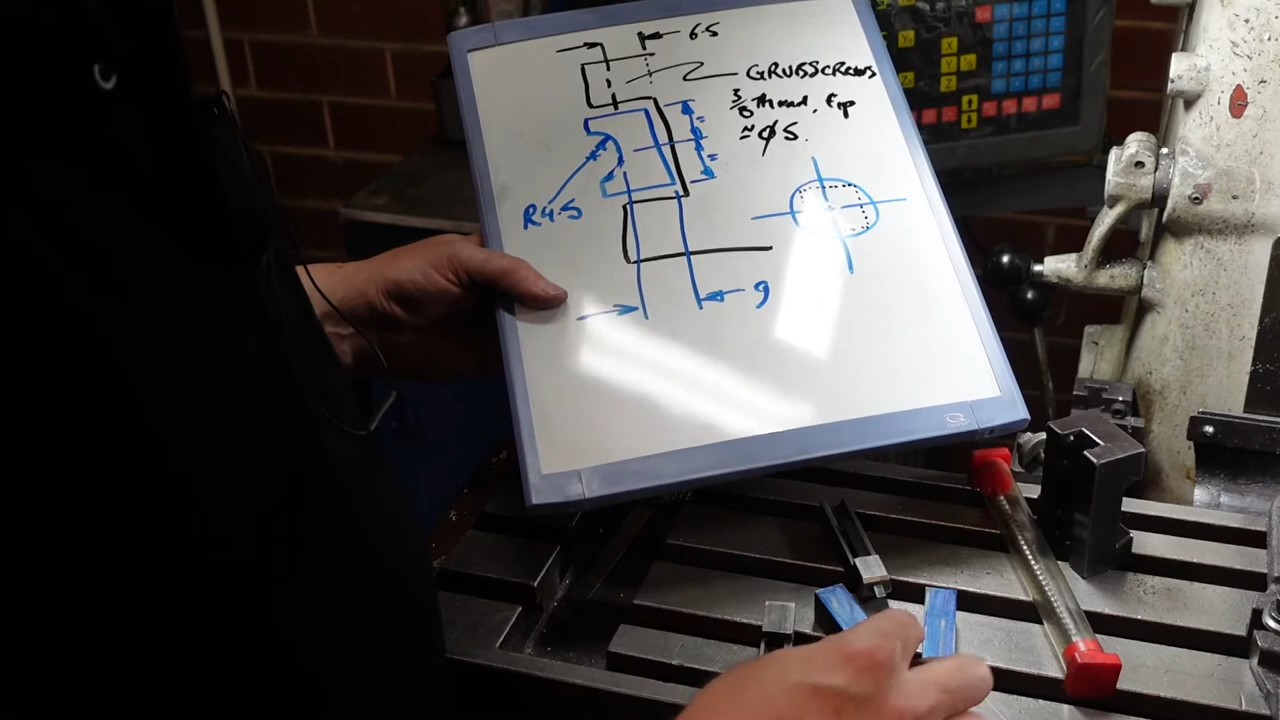 6.5
GRUBSCREWS
3/8 thread, tip
≈ φ5.
R4.5
9
X
Y
Z